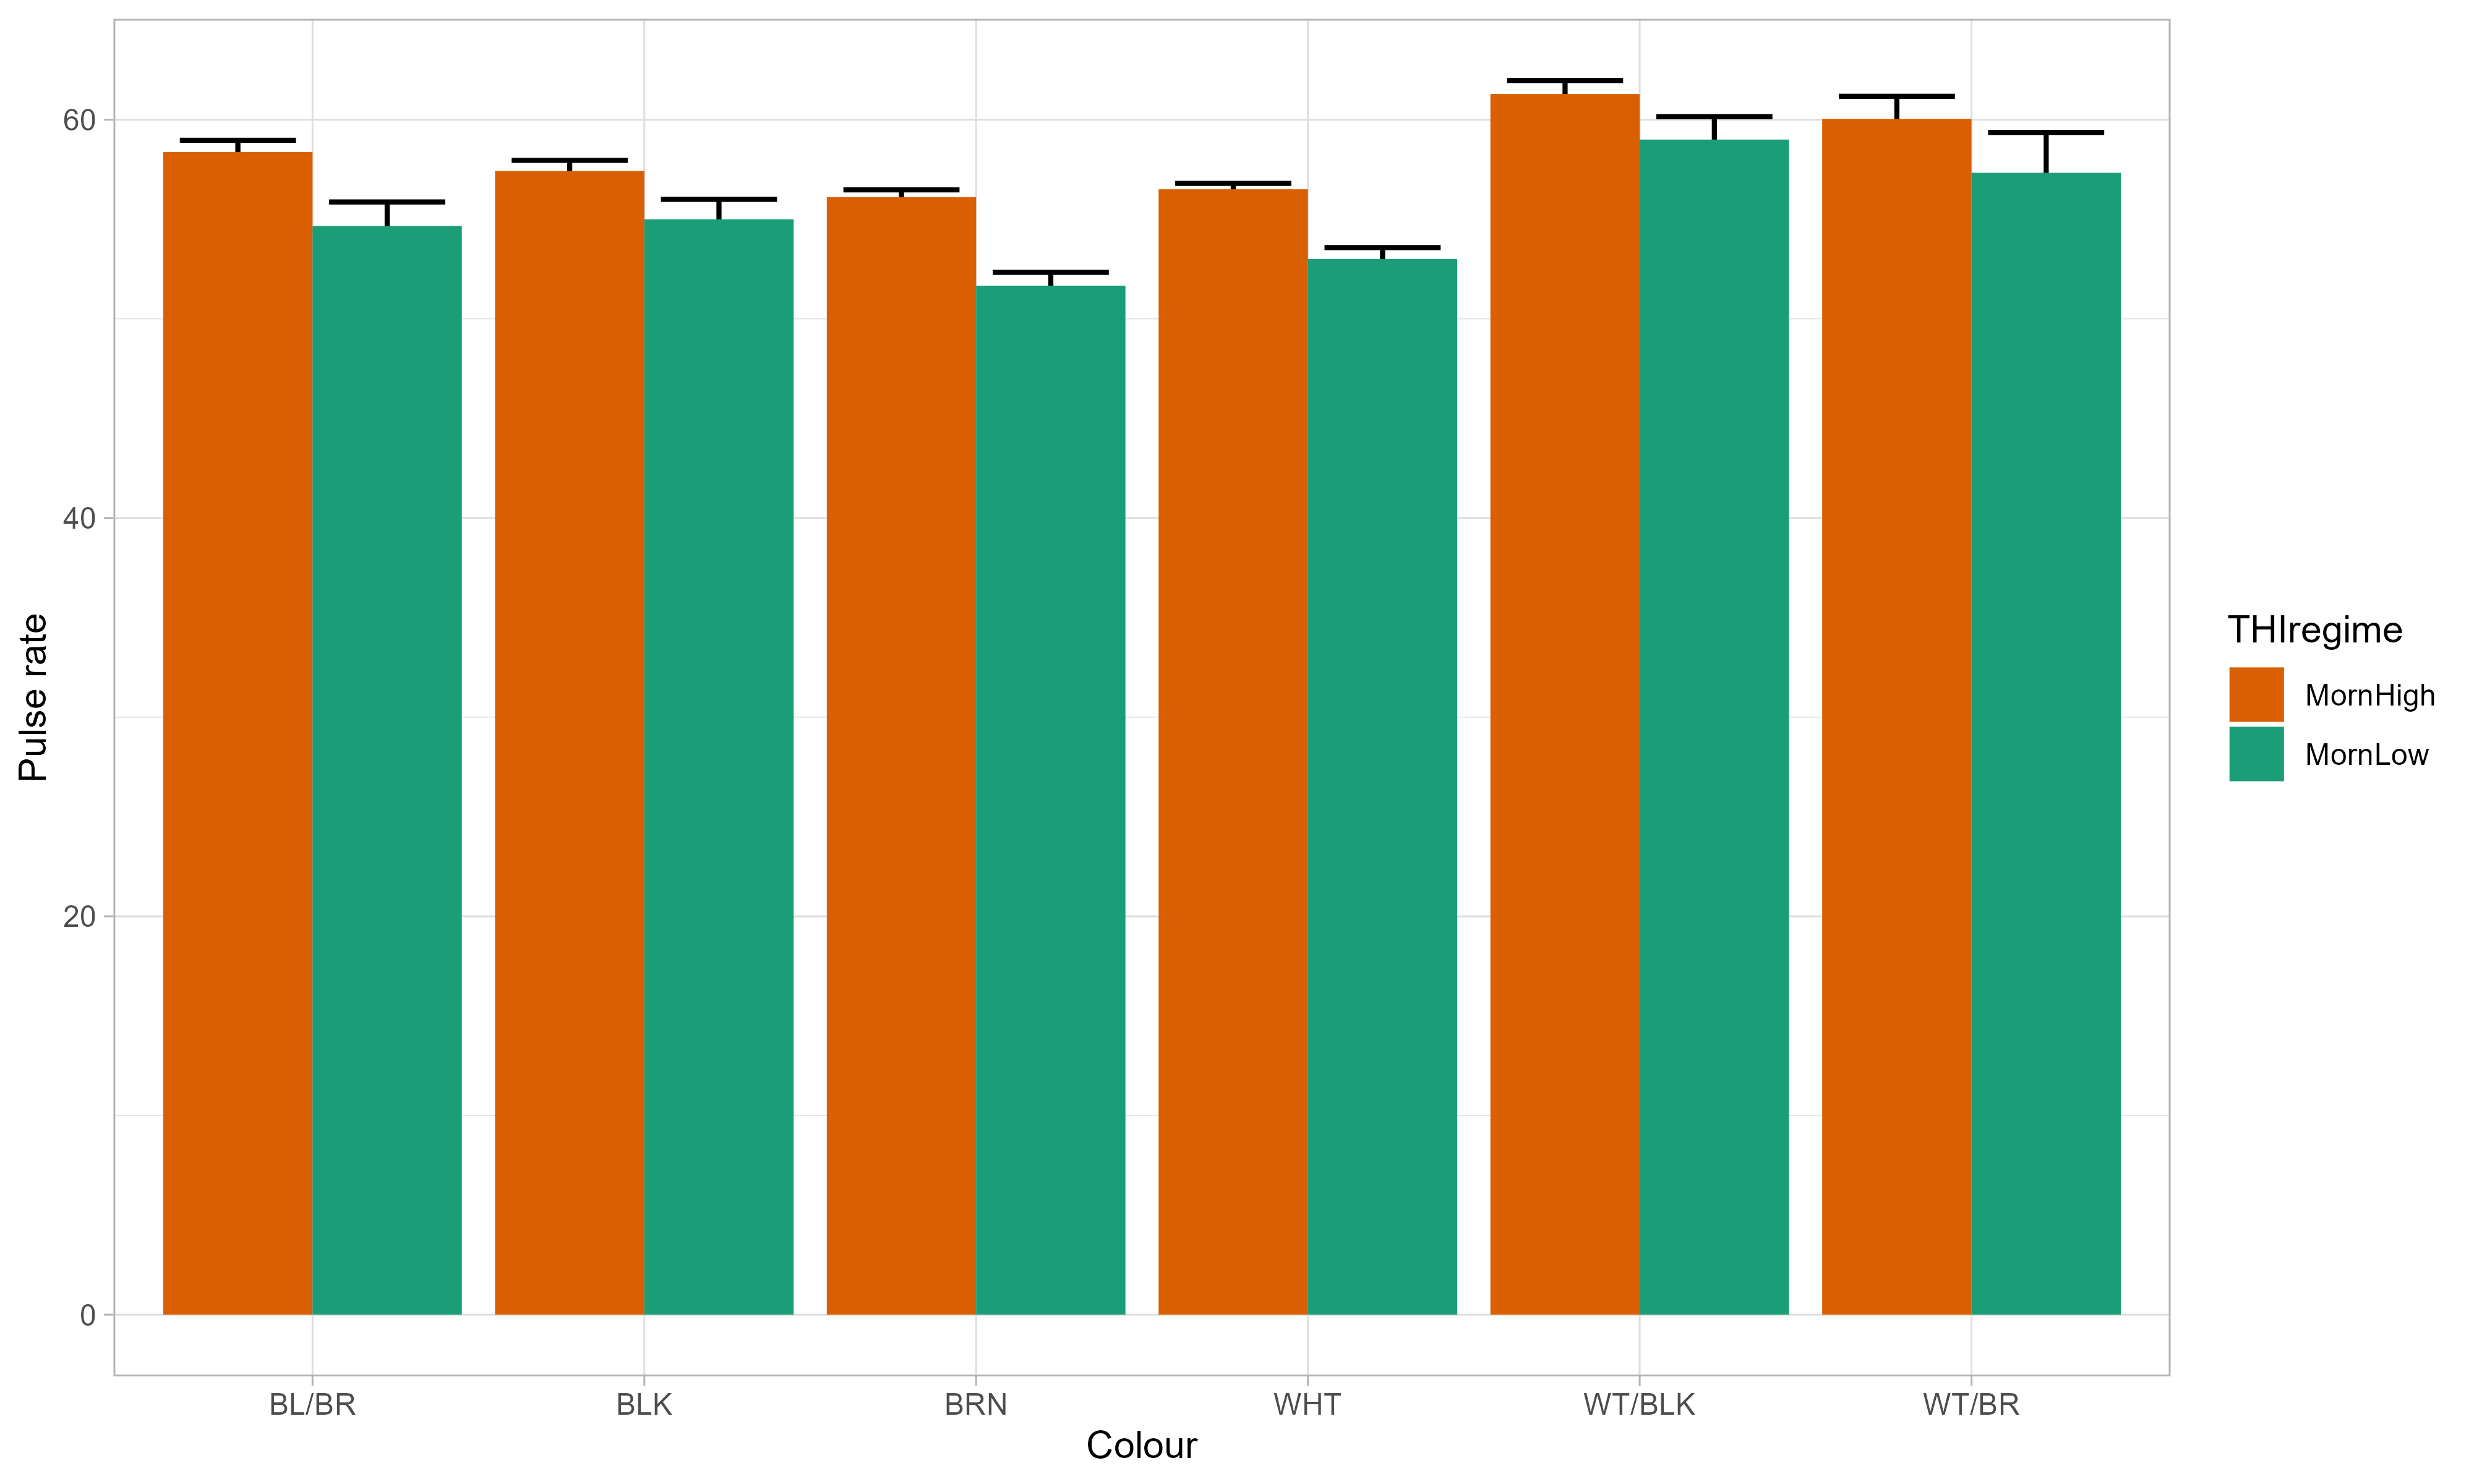 60
40
20
0
Pulse rate
BL/BR
BLK
BRN
WHT
WT/BLK
WT/BR
Colour
THIregime
MornHigh
MornLow